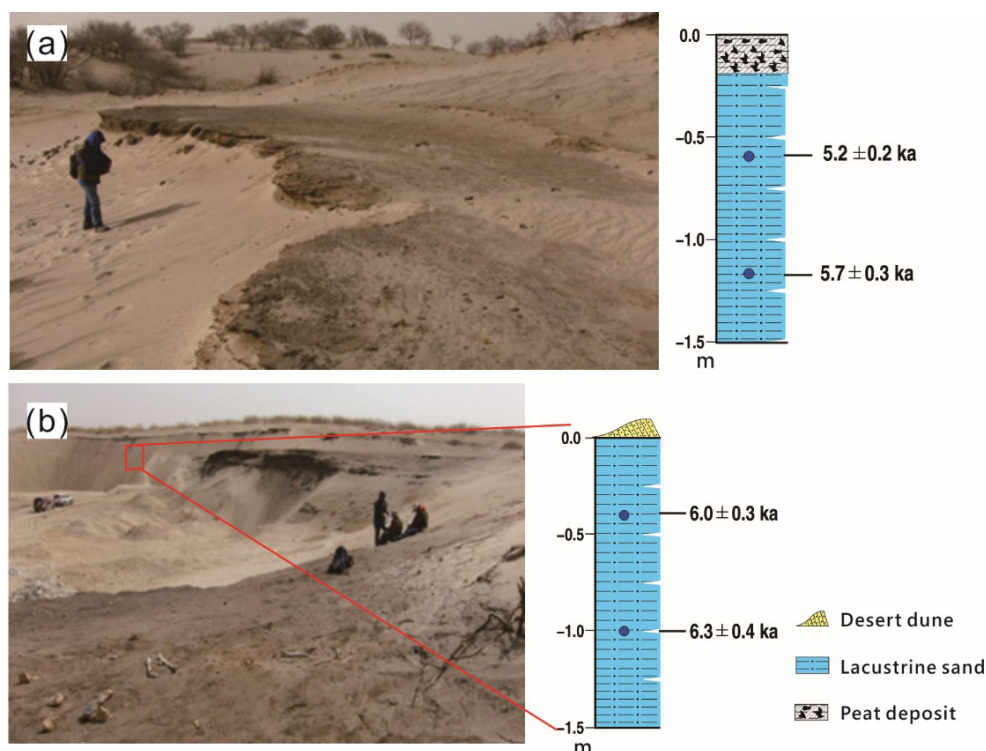 (a)
0.0
−0.5
5.2 ±0.2 ka
−1.0
5.7 ± 0.3 ka
−1.5
m
(b)
0.0
6.0 ± 0.3 ka
−0.5
−1.0
6.3 ± 0.4 ka
−1.5
m
Desert dune
Lacustrine sand
Peat deposit